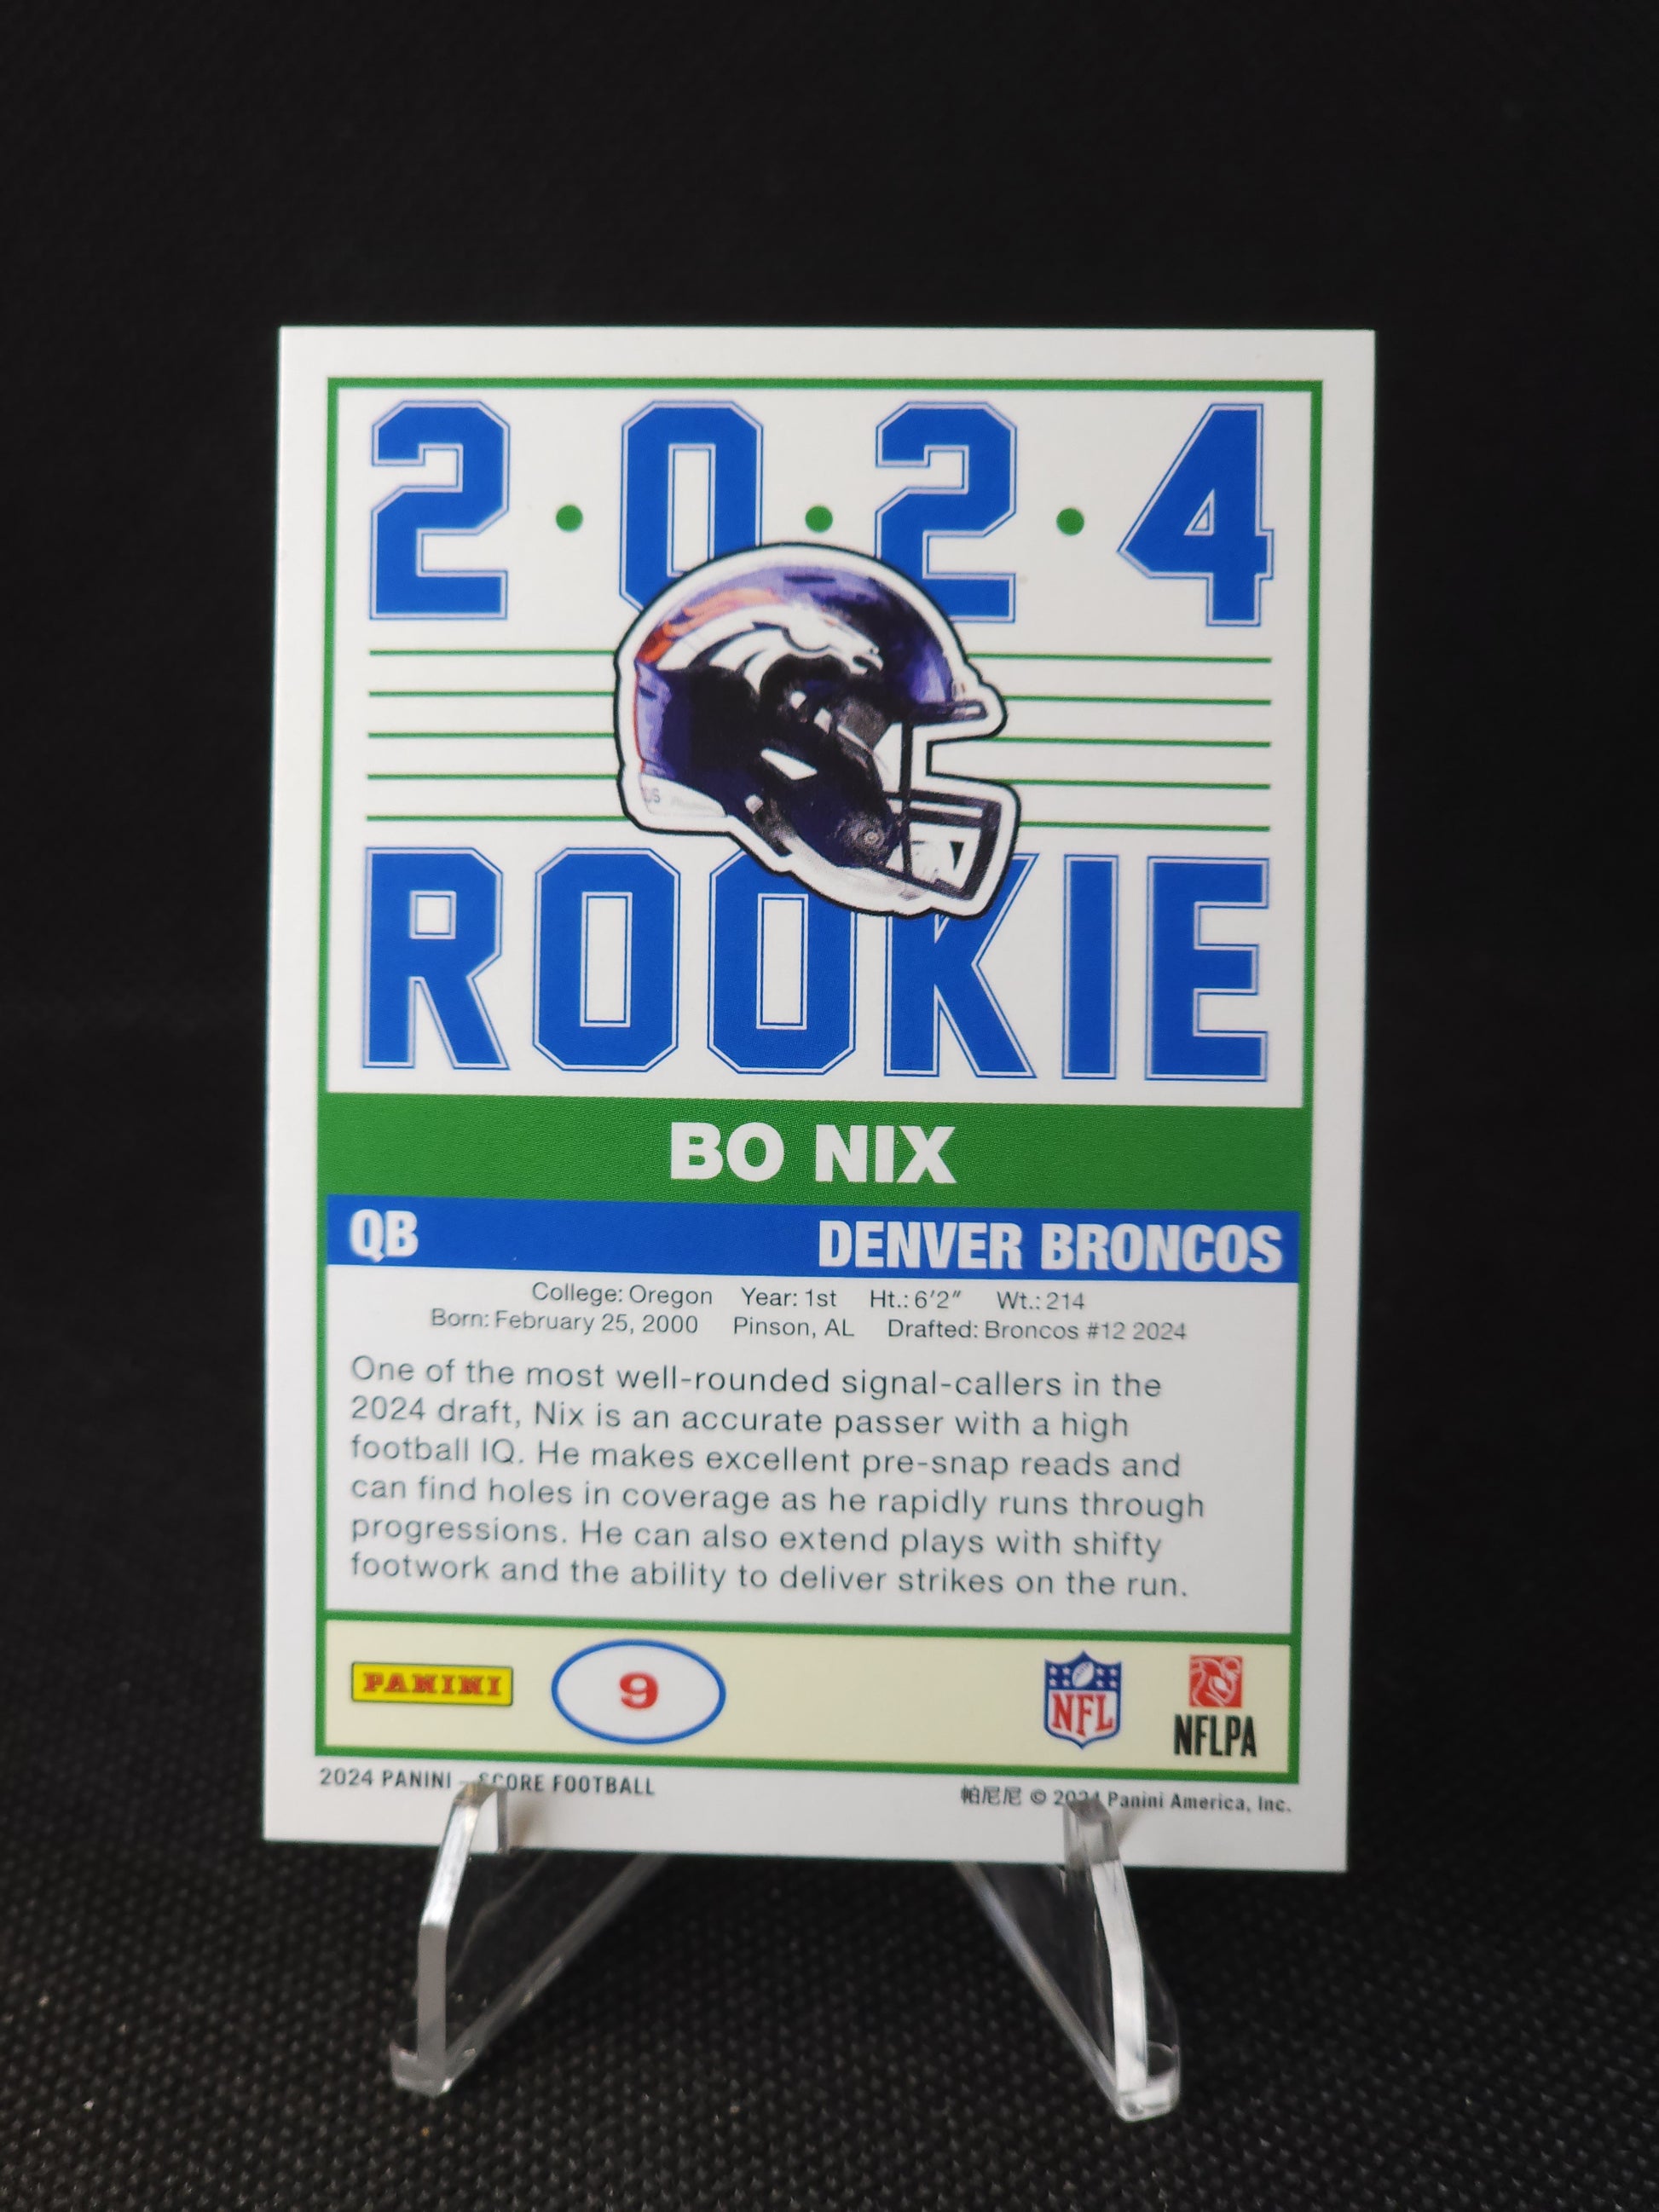 2·0·2·4
ROOKIE
BO NIX
QB DENVER BRONCOS
College: Oregon Year: 1st Ht.: 6'2" Wt.: 214
Born: February 25, 2000 Pinson, AL Drafted: Broncos #12 2024
One of the most well-rounded signal-callers in the
2024 draft, Nix is an accurate passer with a high
football IQ. He makes excellent pre-snap reads and
can find holes in coverage as he rapidly runs through
progressions. He can also extend plays with shifty
footwork and the ability to deliver strikes on the run.
PANINI 9 NFL NFLPA
2024 PANINI – SCORE FOOTBALL 帕尼尼 © 2024 Panini America, Inc.